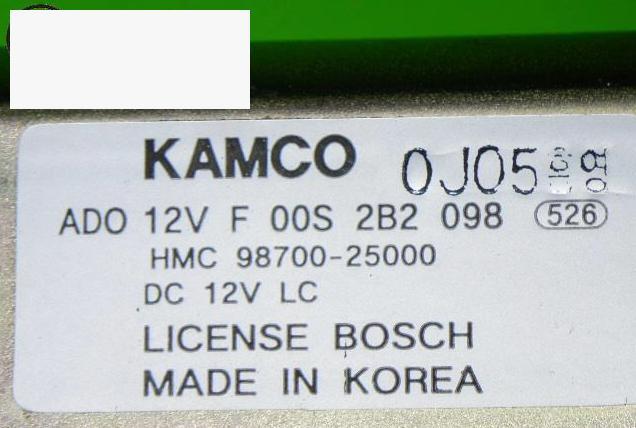 KAMCO 0J05
ADO 12V F 00S 2B2 098 526
HMC 98700-25000
DC 12V LC
LICENSE BOSCH
MADE IN KOREA